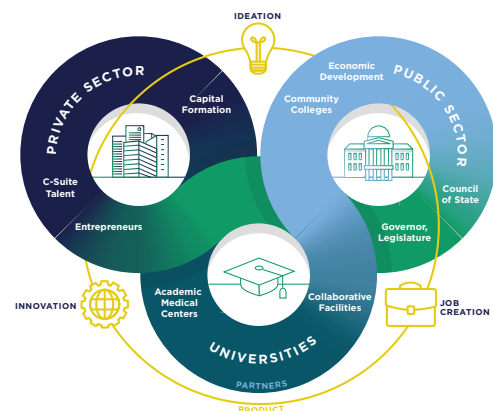 IDEATION
PRIVATE SECTOR
Capital
Formation
C-Suite
Talent
Entrepreneurs
Economic
Development
PUBLIC SECTOR
Community
Colleges
Council
of State
Governor,
Legislature
INNOVATION
Academic
Medical
Centers
Collaborative
Facilities
JOB
CREATION
UNIVERSITIES
PARTNERS
PRODUCT